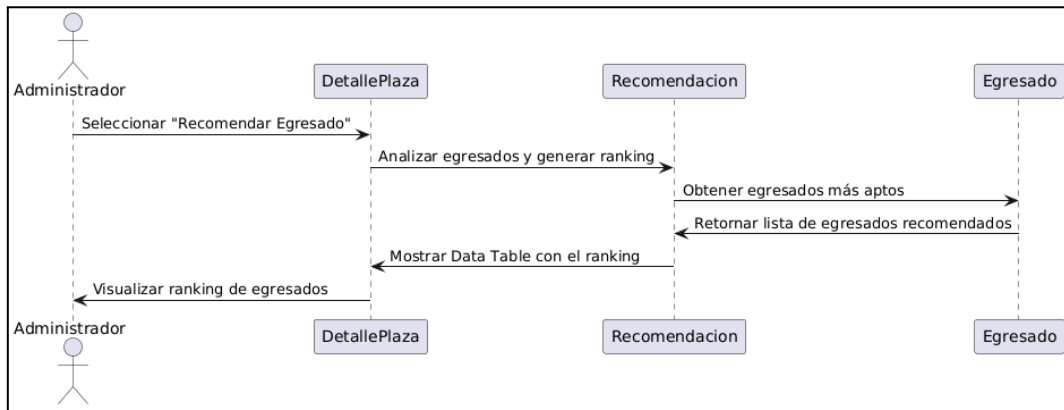 Administrador
DetallePlaza
Recomendacion
Egresado
Seleccionar "Recomendar Egresado"
Analizar egresados y generar ranking
Obtener egresados más aptos
Retornar lista de egresados recomendados
Mostrar Data Table con el ranking
Visualizar ranking de egresados
Administrador
DetallePlaza
Recomendacion
Egresado